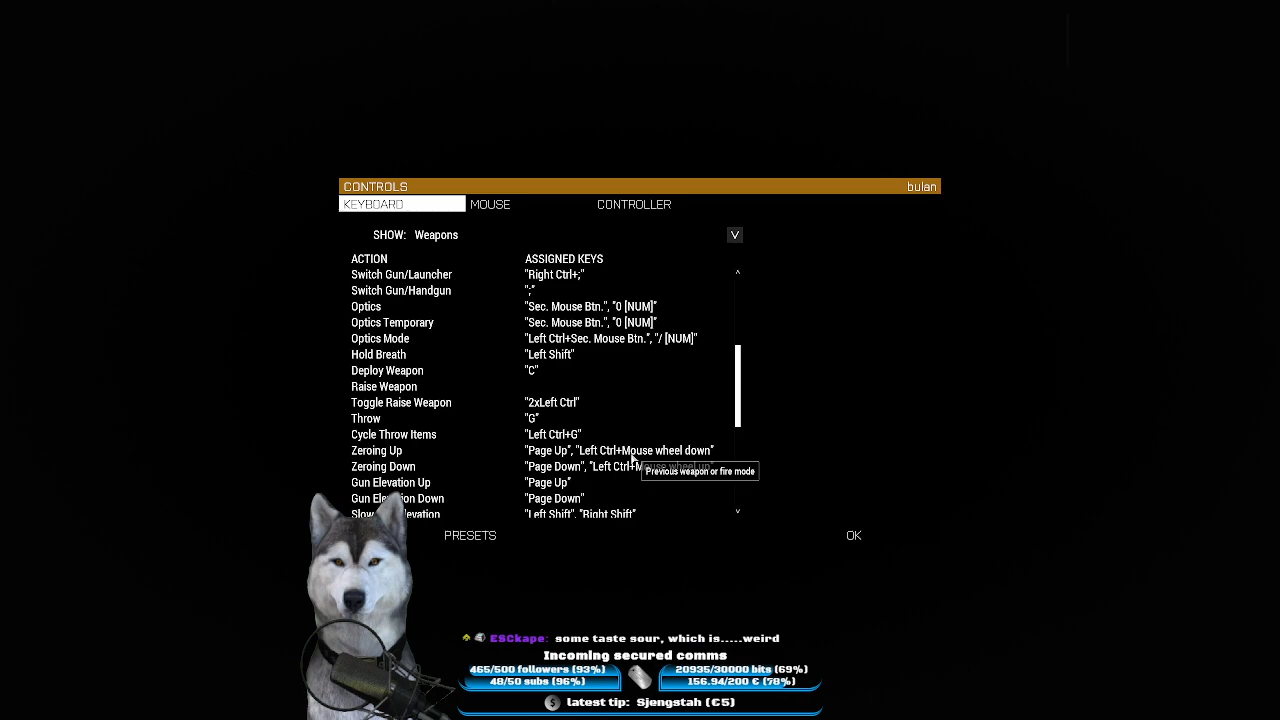 CONTROLS bulan
KEYBOARD MOUSE CONTROLLER
SHOW: Weapons V
ACTION ASSIGNED KEYS
Switch Gun/Launcher "Right Ctrl+;"
Switch Gun/Handgun ";"
Optics "Sec. Mouse Btn.", "0 [NUM]"
Optics Temporary "Sec. Mouse Btn.", "0 [NUM]"
Optics Mode "Left Ctrl+Sec. Mouse Btn.", "/ [NUM]"
Hold Breath "Left Shift"
Deploy Weapon "C"
Raise Weapon
Toggle Raise Weapon "2xLeft Ctrl"
Throw "G"
Cycle Throw Items "Left Ctrl+G"
Zeroing Up "Page Up", "Left Ctrl+Mouse wheel down"
Zeroing Down "Page Down", "Left Ctrl+Mouse wheel up"
Previous weapon or fire mode
Gun Elevation Up "Page Up"
Gun Elevation Down "Page Down"
"Left Shift", "Right Shift"
PRESETS OK
ESCkape: some taste sour, which is.....weird
Incoming secured comms
465/500 followers (93%) 20935/30000 bits (69%)
48/50 subs (96%) 156.94/200 € (78%)
latest tip: Sjengstah (€5)